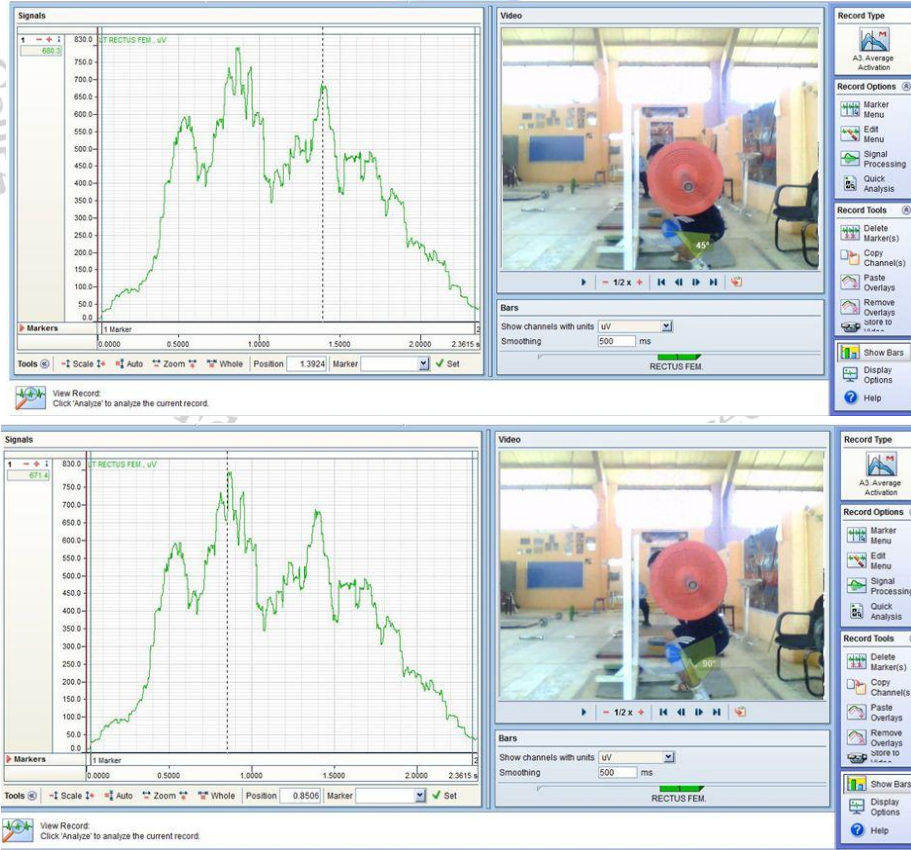 Signals
1 − + i
680.3
LT RECTUS FEM., uV
830.0
750.0
700.0
650.0
600.0
550.0
500.0
450.0
400.0
350.0
300.0
250.0
200.0
150.0
100.0
50.0
0.0
Markers
1 Marker
2
0.0000 0.5000 1.0000 1.5000 2.0000 2.3615 s
Tools Scale Auto Zoom Whole Position 1.3924 Marker Set
View Record:
Click 'Analyze' to analyze the current record.
Video
45°
− 1/2 x +
Bars
Show channels with units uV
Smoothing 500 ms
1
RECTUS FEM.
Record Type
A3. Average
Activation
Record Options
Marker
Menu
Edit
Menu
Signal
Processing
Quick
Analysis
Record Tools
Delete
Marker(s)
Copy
Channel(s)
Paste
Overlays
Remove
Overlays
Store to
Video
Show Bars
Display
Options
Help
Signals
1 − + i
671.4
LT RECTUS FEM., uV
830.0
750.0
700.0
650.0
600.0
550.0
500.0
450.0
400.0
350.0
300.0
250.0
200.0
150.0
100.0
50.0
0.0
Markers
1 Marker
2
0.0000 0.5000 1.0000 1.5000 2.0000 2.3615 s
Tools Scale Auto Zoom Whole Position 0.8506 Marker Set
View Record:
Click 'Analyze' to analyze the current record.
Video
90°
− 1/2 x +
Bars
Show channels with units uV
Smoothing 500 ms
1
RECTUS FEM.
Record Type
A3. Average
Activation
Record Options
Marker
Menu
Edit
Menu
Signal
Processing
Quick
Analysis
Record Tools
Delete
Marker(s)
Copy
Channel(s)
Paste
Overlays
Remove
Overlays
Store to
Video
Show Bars
Display
Options
Help